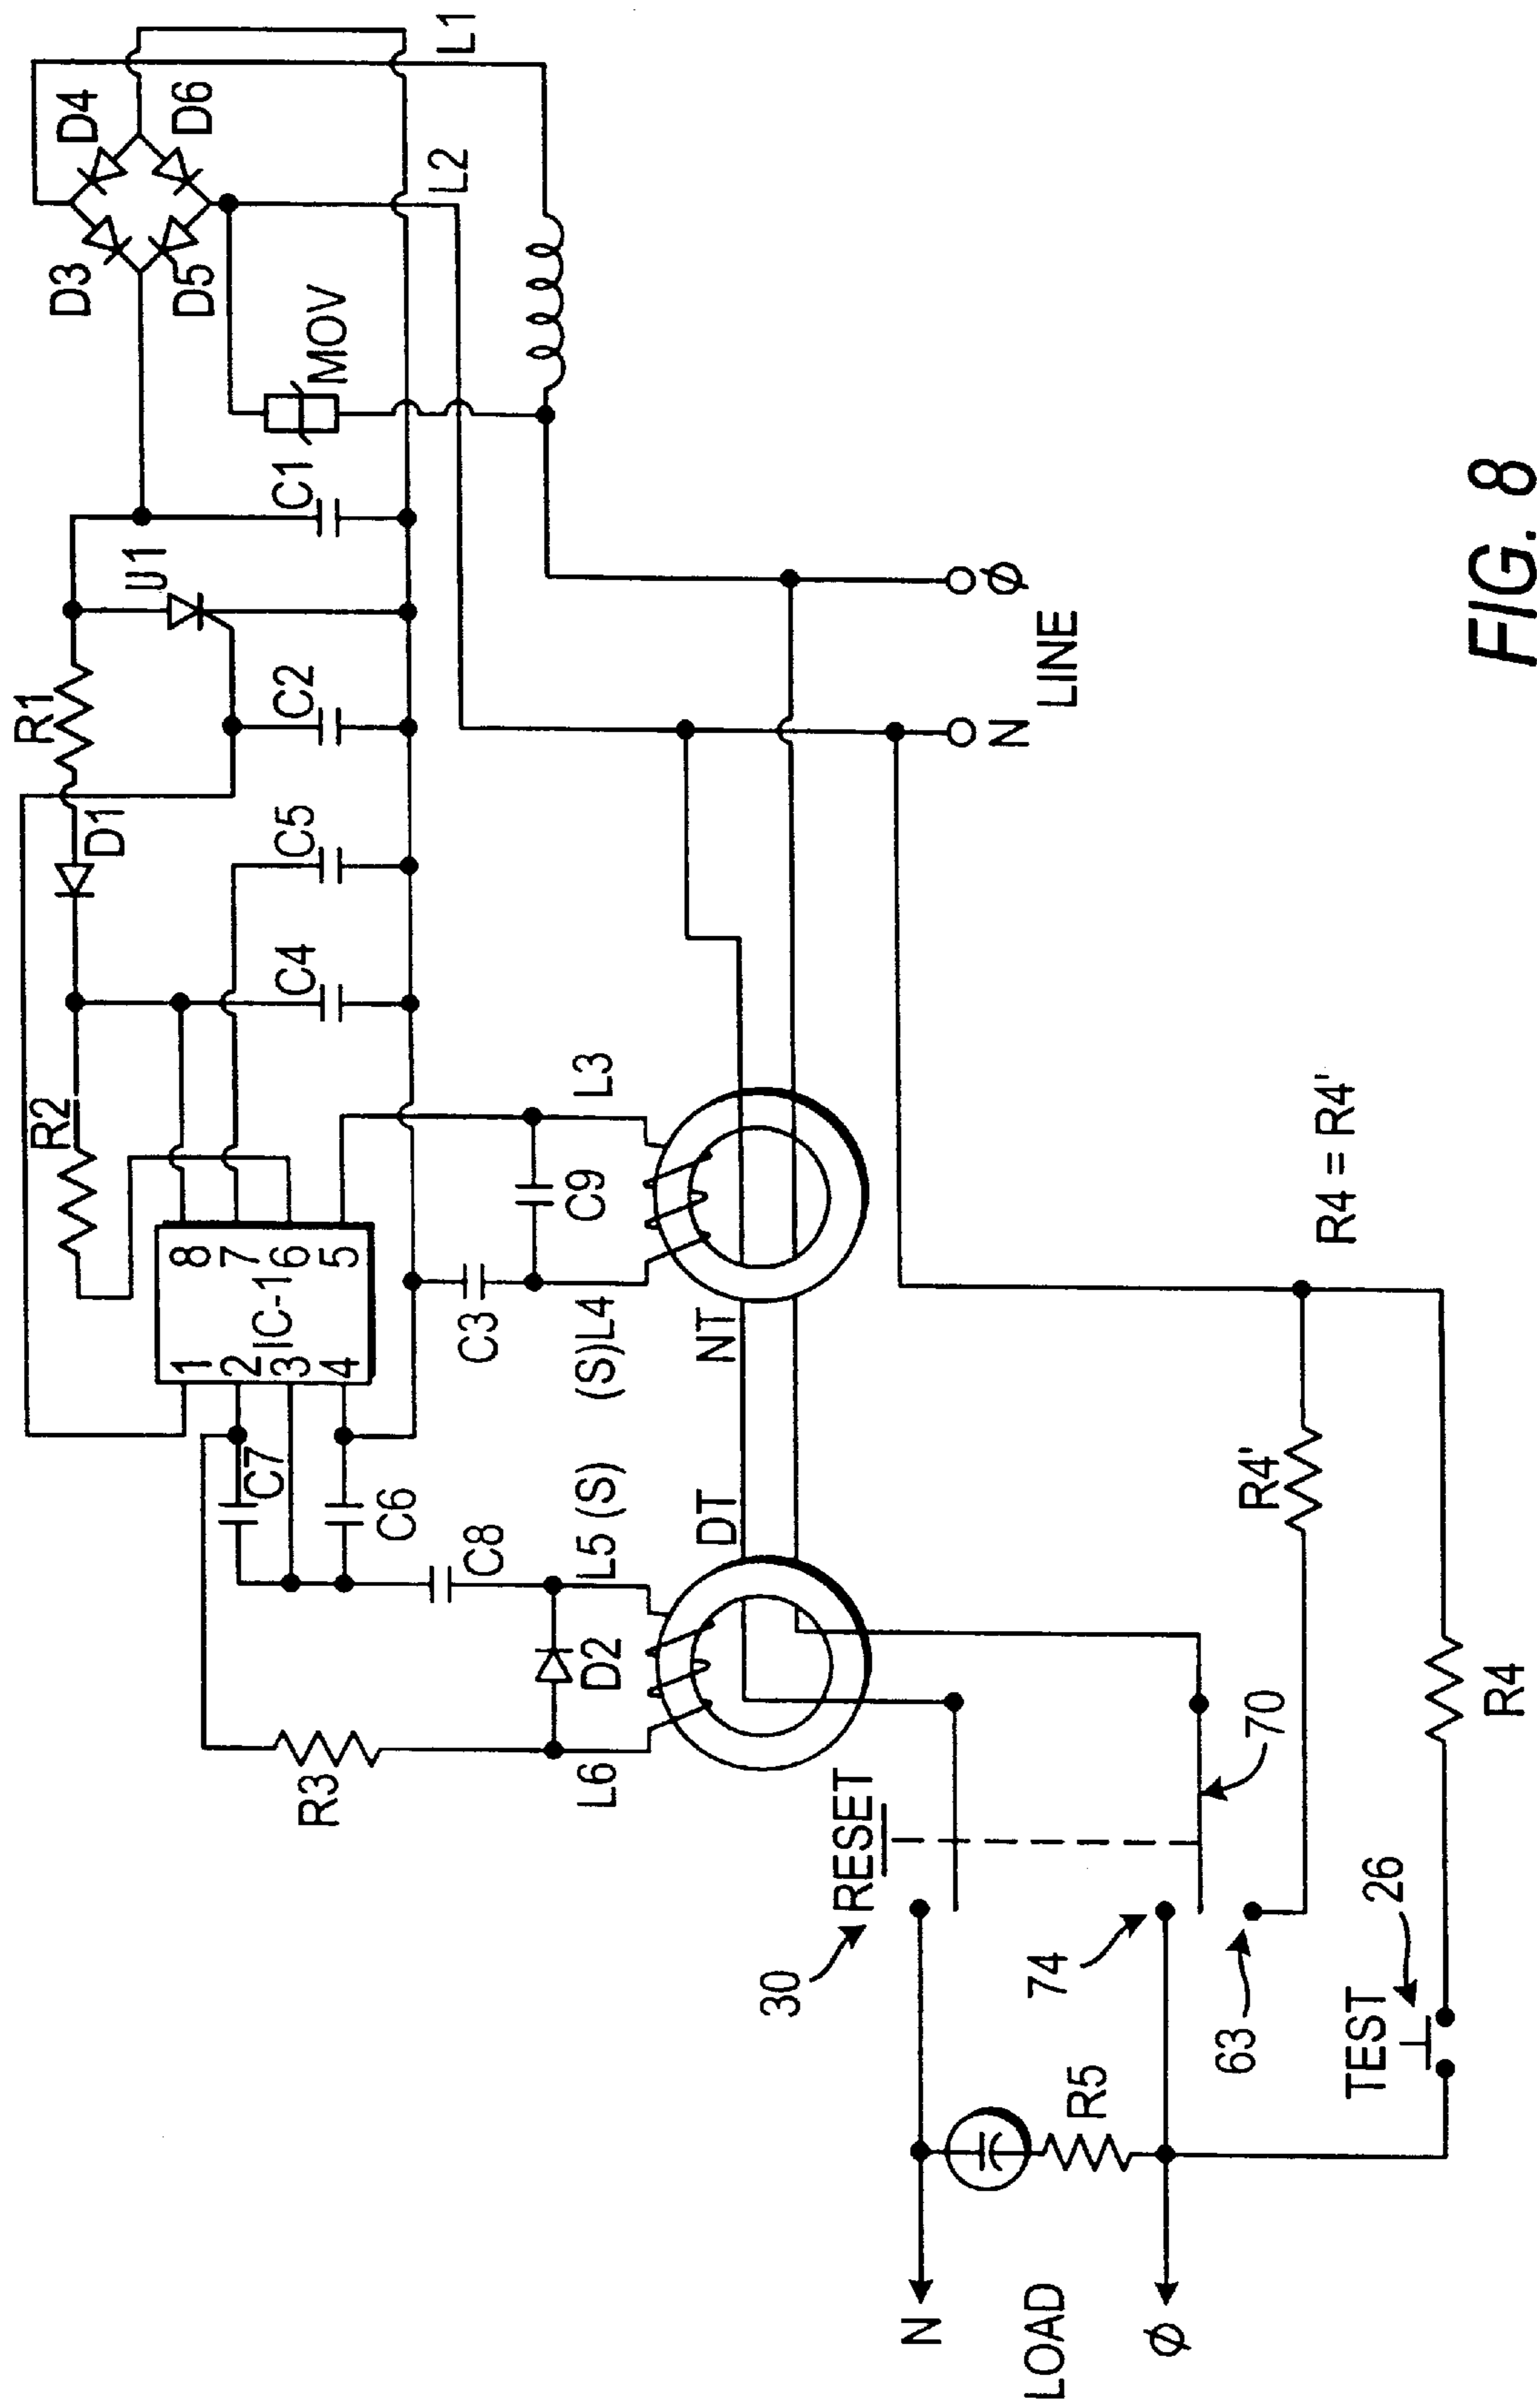 L1
D4
D6
D3
D5
L2
MOV
C1
U1
R1
C2
D1
C5
C4
R2
8
7
6
5
IC-1
1
2
3
4
L3
C9
C3
(S)L4
NT
C7
C6
C8
L5 (S)
DT
D2
R3
L6
Φ
N
LINE
R4 = R4'
R4'
R4
70
RESET
30
74
63
26
TEST
R5
N
LOAD
Φ
FIG. 8